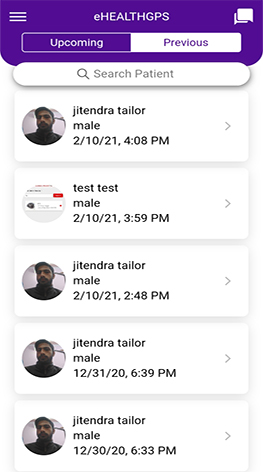 eHEALTHGPS
Upcoming
Previous
Search Patient
jitendra tailor
male
2/10/21, 4:08 PM
test test
male
2/10/21, 3:59 PM
jitendra tailor
male
2/10/21, 2:48 PM
jitendra tailor
male
12/31/20, 6:39 PM
jitendra tailor
male
12/30/20, 6:33 PM